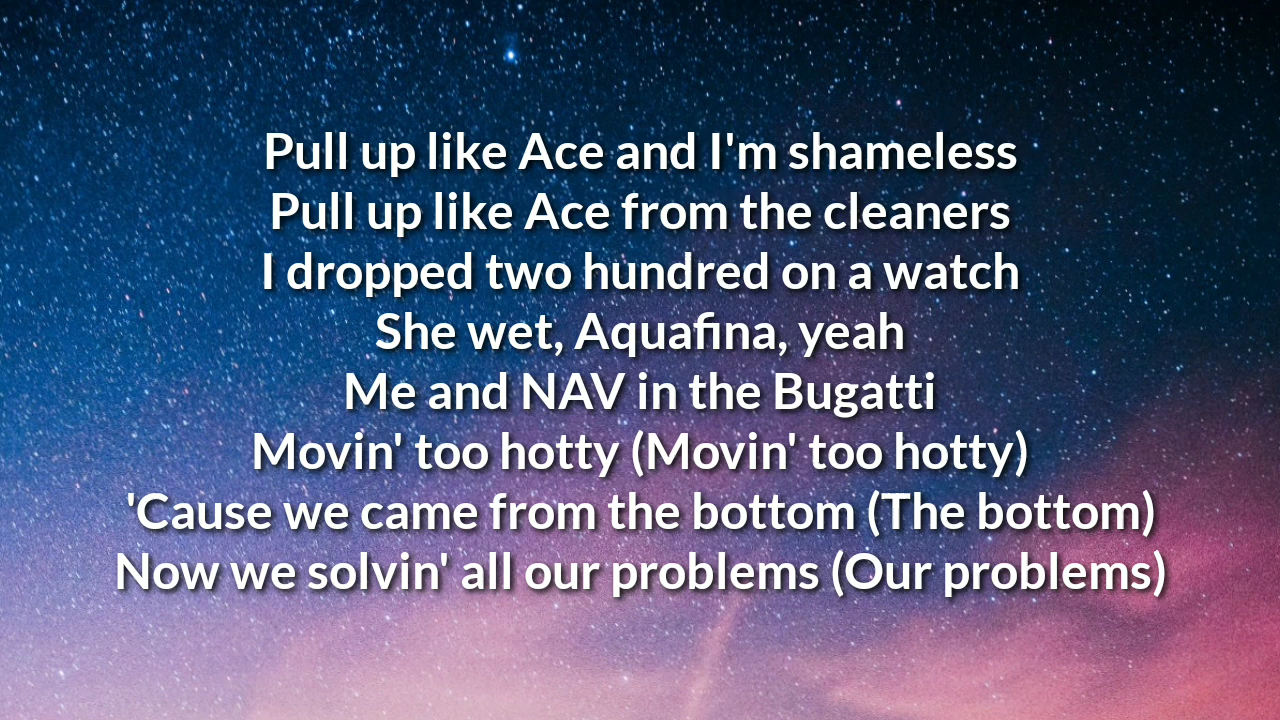 Pull up like Ace and I'm shameless
Pull up like Ace from the cleaners
I dropped two hundred on a watch
She wet, Aquafina, yeah
Me and NAV in the Bugatti
Movin' too hotty (Movin' too hotty)
'Cause we came from the bottom (The bottom)
Now we solvin' all our problems (Our problems)